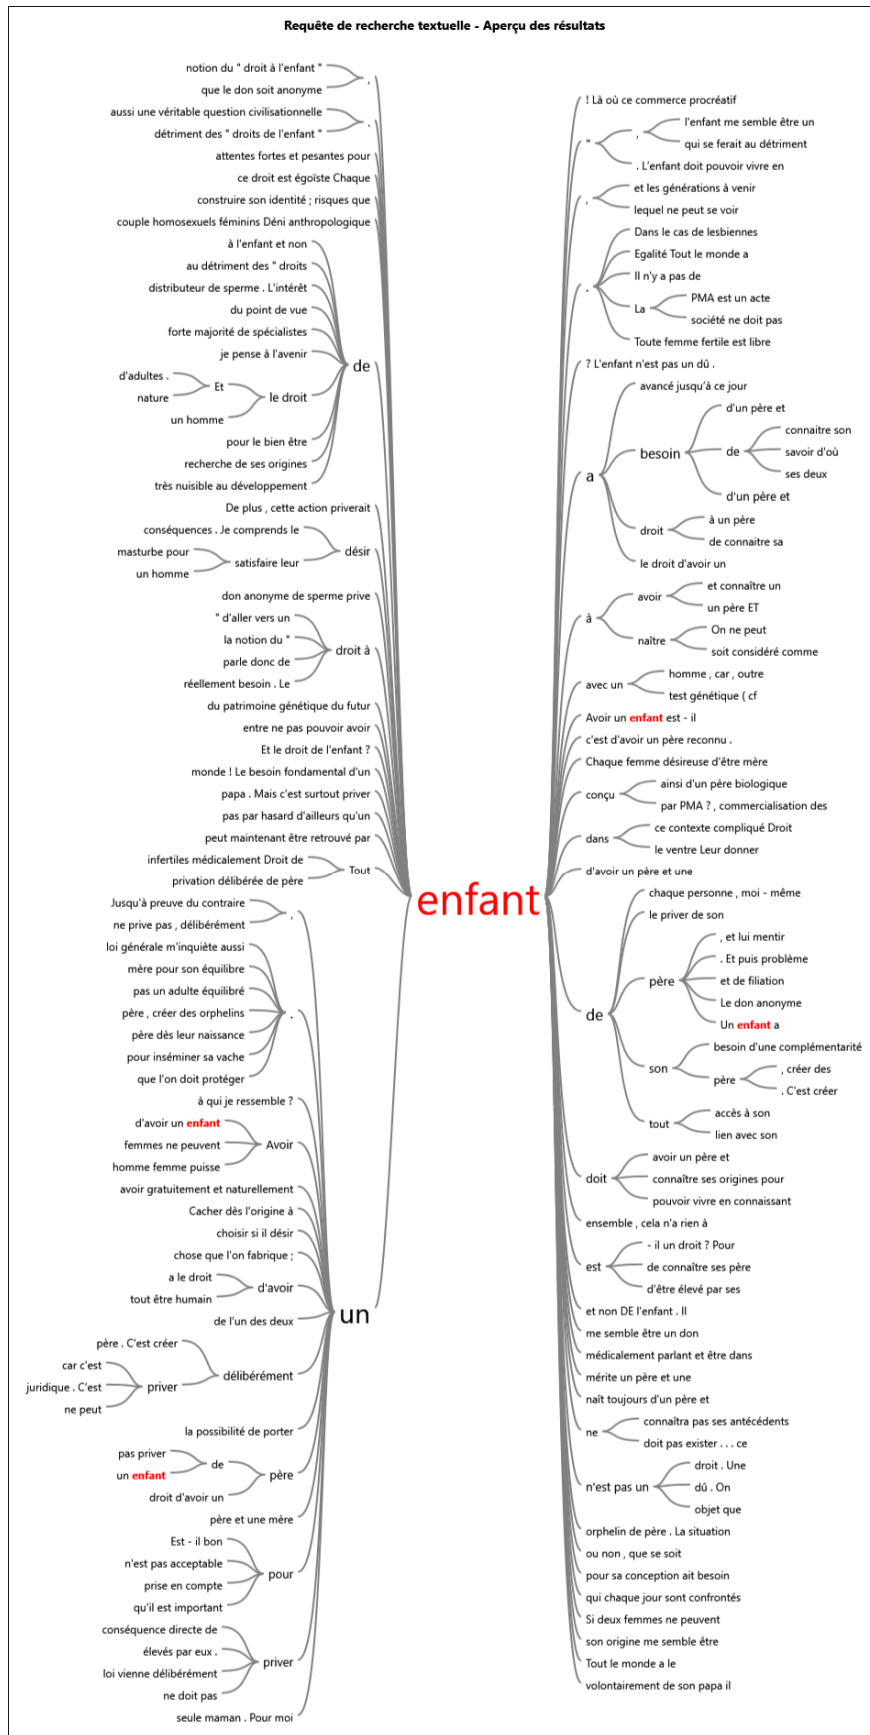 Requête de recherche textuelle - Aperçu des résultats
notion du " droit à l'enfant "
que le don soit anonyme
,
aussi une véritable question civilisationnelle
détriment des " droits de l'enfant "
.
attentes fortes et pesantes pour
ce droit est égoïste Chaque
construire son identité ; risques que
couple homosexuels féminins Déni anthropologique
à l'enfant et non
au détriment des " droits
distributeur de sperme . L'intérêt
du point de vue
forte majorité de spécialistes
je pense à l'avenir
de
d'adultes .
nature
Et
le droit
un homme
pour le bien être
recherche de ses origines
très nuisible au développement
De plus , cette action priverait
conséquences . Je comprends le
désir
masturbe pour
un homme
satisfaire leur
don anonyme de sperme prive
" d'aller vers un
la notion du "
droit à
parle donc de
réellement besoin . Le
du patrimoine génétique du futur
entre ne pas pouvoir avoir
Et le droit de l'enfant ?
monde ! Le besoin fondamental d'un
papa . Mais c'est surtout priver
pas par hasard d'ailleurs qu'un
peut maintenant être retrouvé par
infertiles médicalement Droit de
privation délibérée de père
Tout
Jusqu'à preuve du contraire
ne prive pas , délibérément
,
loi générale m'inquiète aussi
mère pour son équilibre
pas un adulte équilibré
père , créer des orphelins
.
père dès leur naissance
pour inséminer sa vache
que l'on doit protéger
à qui je ressemble ?
d'avoir un enfant
femmes ne peuvent
Avoir
homme femme puisse
avoir gratuitement et naturellement
Cacher dès l'origine à
choisir si il désir
chose que l'on fabrique ;
a le droit
tout être humain
d'avoir
de l'un des deux
un
père . C'est créer
délibérément
car c'est
juridique . C'est
priver
ne peut
la possibilité de porter
pas priver
un enfant
de
père
droit d'avoir un
père et une mère
Est - il bon
n'est pas acceptable
pour
prise en compte
qu'il est important
conséquence directe de
élevés par eux .
priver
loi vienne délibérément
ne doit pas
seule maman . Pour moi
enfant
! Là où ce commerce procréatif
"
,
l'enfant me semble être un
qui se ferait au détriment
. L'enfant doit pouvoir vivre en
,
et les générations à venir
lequel ne peut se voir
.
Dans le cas de lesbiennes
Egalité Tout le monde a
Il n'y a pas de
La
PMA est un acte
société ne doit pas
Toute femme fertile est libre
? L'enfant n'est pas un dû .
a
avancé jusqu'à ce jour
besoin
d'un père et
de
connaitre son
savoir d'où
ses deux
d'un père et
droit
à un père
de connaitre sa
le droit d'avoir un
à
avoir
et connaître un
un père ET
naître
On ne peut
soit considéré comme
avec un
homme , car , outre
test génétique ( cf
Avoir un enfant est - il
c'est d'avoir un père reconnu .
Chaque femme désireuse d'être mère
conçu
ainsi d'un père biologique
par PMA ? , commercialisation des
dans
ce contexte compliqué Droit
le ventre Leur donner
d'avoir un père et une
de
chaque personne , moi - même
le priver de son
père
, et lui mentir
. Et puis problème
et de filiation
Le don anonyme
Un enfant a
son
besoin d'une complémentarité
père
, créer des
. C'est créer
tout
accès à son
lien avec son
doit
avoir un père et
connaître ses origines pour
pouvoir vivre en connaissant
ensemble , cela n'a rien à
est
- il un droit ? Pour
de connaître ses père
d'être élevé par ses
et non DE l'enfant . Il
me semble être un don
médicalement parlant et être dans
mérite un père et une
naît toujours d'un père et
ne
connaîtra pas ses antécédents
doit pas exister . . . ce
n'est pas un
droit . Une
dû . On
objet que
orphelin de père . La situation
ou non , que se soit
pour sa conception ait besoin
qui chaque jour sont confrontés
Si deux femmes ne peuvent
son origine me semble être
Tout le monde a le
volontairement de son papa il